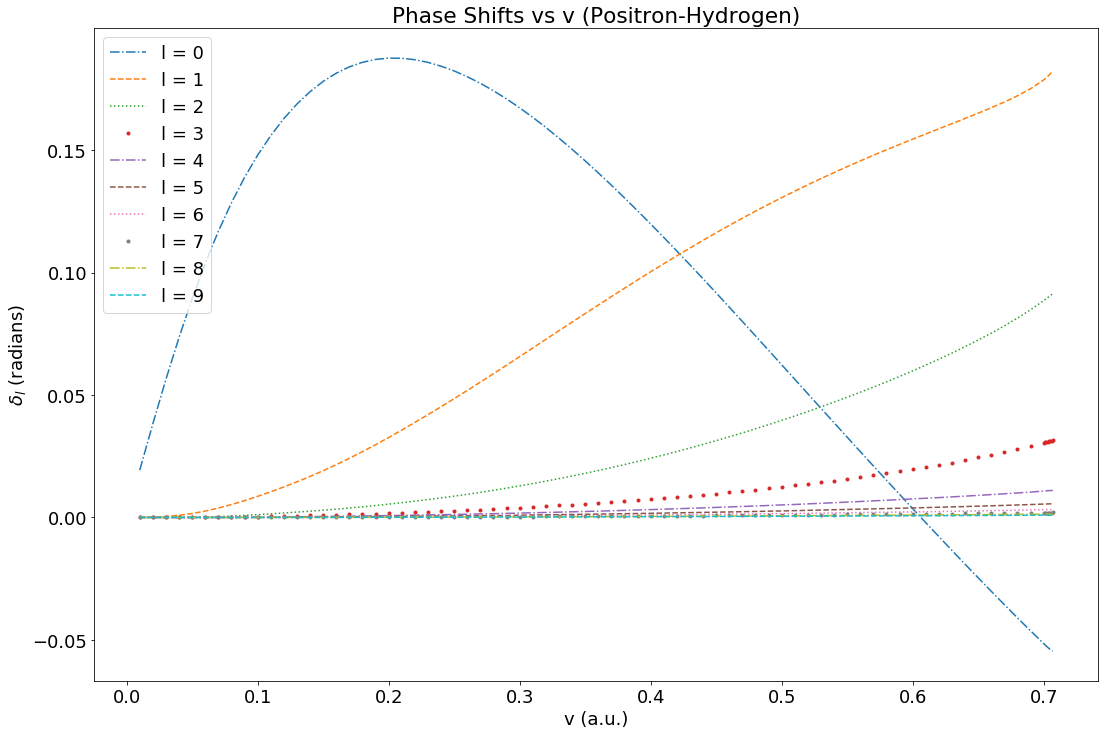 Phase Shifts vs v (Positron-Hydrogen)
l = 0
l = 1
l = 2
l = 3
l = 4
l = 5
l = 6
l = 7
l = 8
l = 9
0.15
0.10
0.05
0.00
−0.05
δl (radians)
0.0 0.1 0.2 0.3 0.4 0.5 0.6 0.7
v (a.u.)